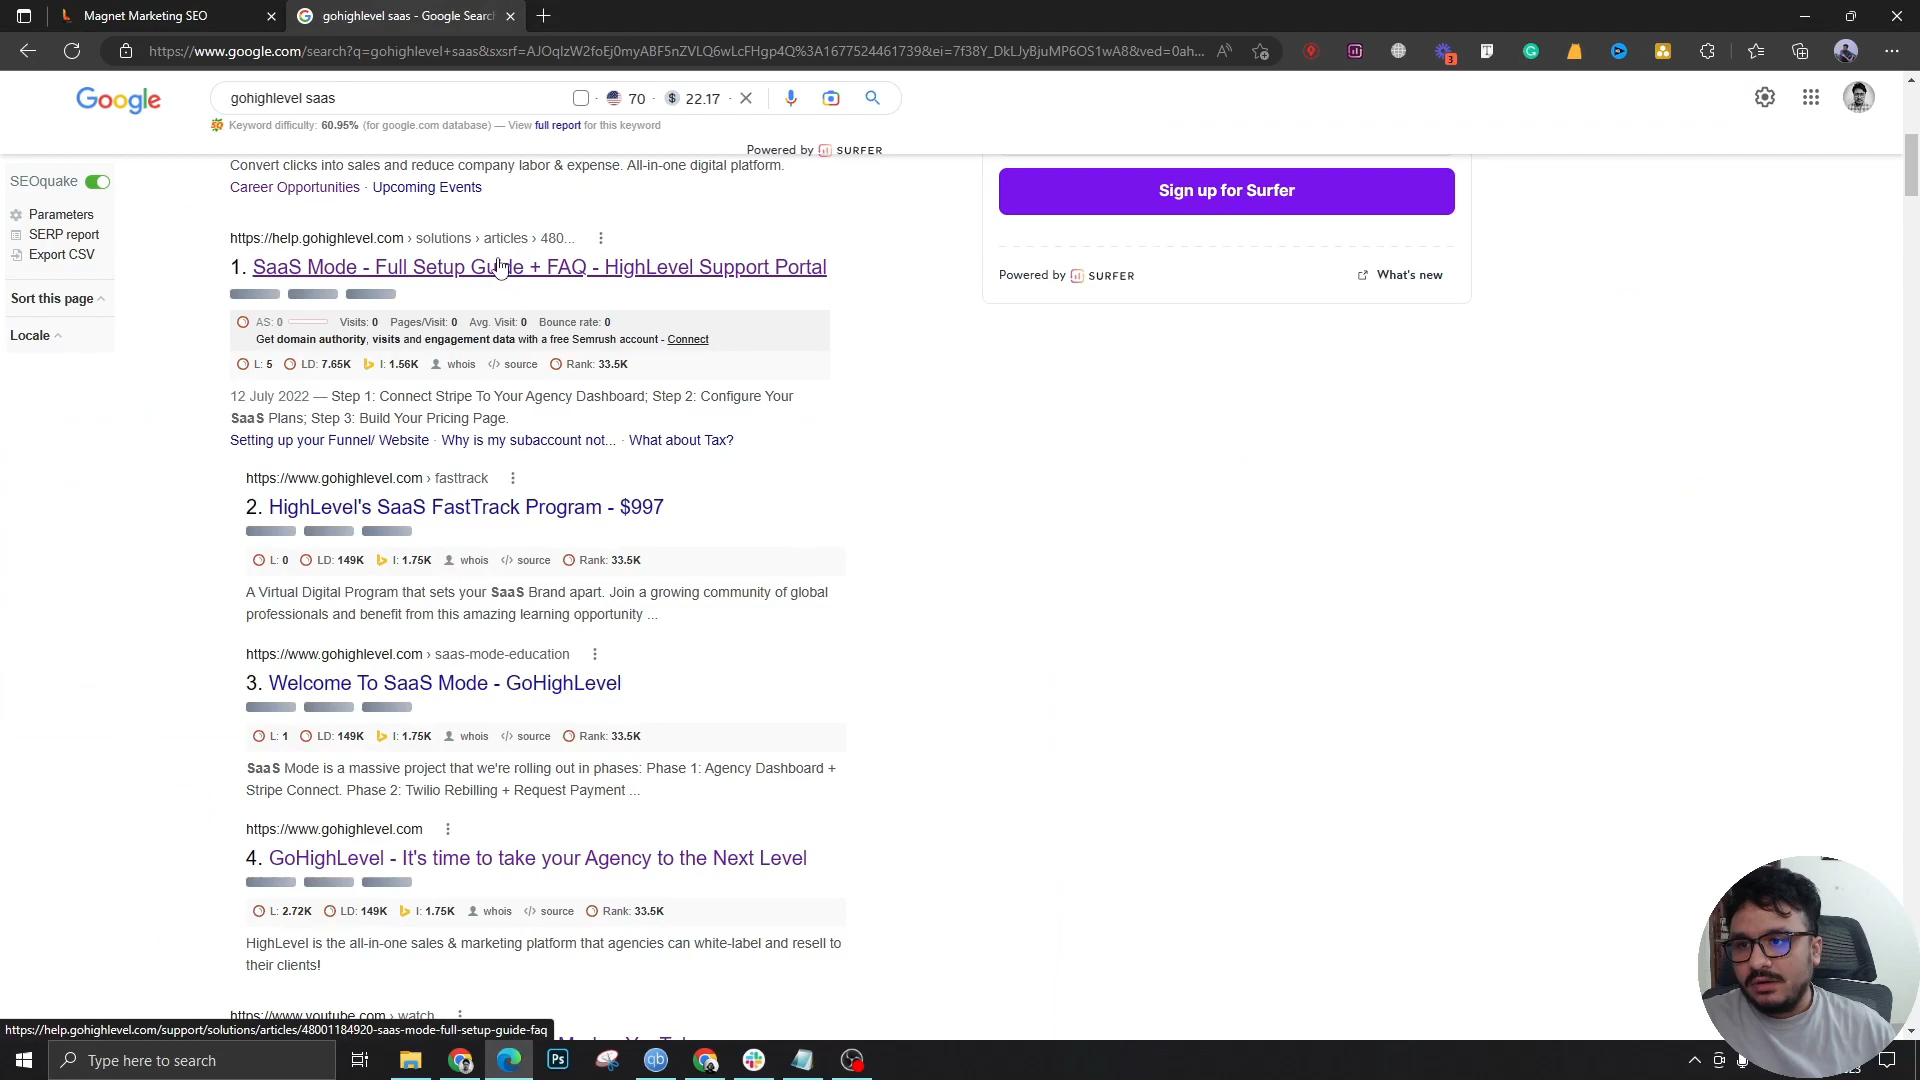 Magnet Marketing SEO
gohighlevel saas - Google Search
https://www.google.com/search?q=gohighlevel+saas&sxsrf=AJOqlzW2foEj0myABF5nZVLQ6wLcFHgp4Q%3A1677524461739&ei=7f38Y_DkLJyBjuMP6OS1wA8&ved=0ah...
3
Google
gohighlevel saas
70 · $ 22.17 ·
Keyword difficulty: 60.95% (for google.com database) — View full report for this keyword
Powered by SURFER
SEOquake
Parameters
SERP report
Export CSV
Sort this page
Locale
Convert clicks into sales and reduce company labor & expense. All-in-one digital platform.
Career Opportunities · Upcoming Events
https://help.gohighlevel.com › solutions › articles › 480...
1. SaaS Mode - Full Setup Guide + FAQ - HighLevel Support Portal
AS: 0 Visits: 0 Pages/Visit: 0 Avg. Visit: 0 Bounce rate: 0
Get domain authority, visits and engagement data with a free Semrush account - Connect
L: 5 LD: 7.65K I: 1.56K whois </> source Rank: 33.5K
12 July 2022 — Step 1: Connect Stripe To Your Agency Dashboard; Step 2: Configure Your
SaaS Plans; Step 3: Build Your Pricing Page.
Setting up your Funnel/ Website · Why is my subaccount not... · What about Tax?
https://www.gohighlevel.com › fasttrack
2. HighLevel's SaaS FastTrack Program - $997
L: 0 LD: 149K I: 1.75K whois </> source Rank: 33.5K
A Virtual Digital Program that sets your SaaS Brand apart. Join a growing community of global
professionals and benefit from this amazing learning opportunity ...
https://www.gohighlevel.com › saas-mode-education
3. Welcome To SaaS Mode - GoHighLevel
L: 1 LD: 149K I: 1.75K whois </> source Rank: 33.5K
SaaS Mode is a massive project that we're rolling out in phases: Phase 1: Agency Dashboard +
Stripe Connect. Phase 2: Twilio Rebilling + Request Payment ...
https://www.gohighlevel.com
4. GoHighLevel - It's time to take your Agency to the Next Level
L: 2.72K LD: 149K I: 1.75K whois </> source Rank: 33.5K
HighLevel is the all-in-one sales & marketing platform that agencies can white-label and resell to
their clients!
https://www.youtube.com › watch
Sign up for Surfer
Powered by SURFER
What's new
https://help.gohighlevel.com/support/solutions/articles/48001184920-saas-mode-full-setup-guide-faq
Type here to search
Ps
qb